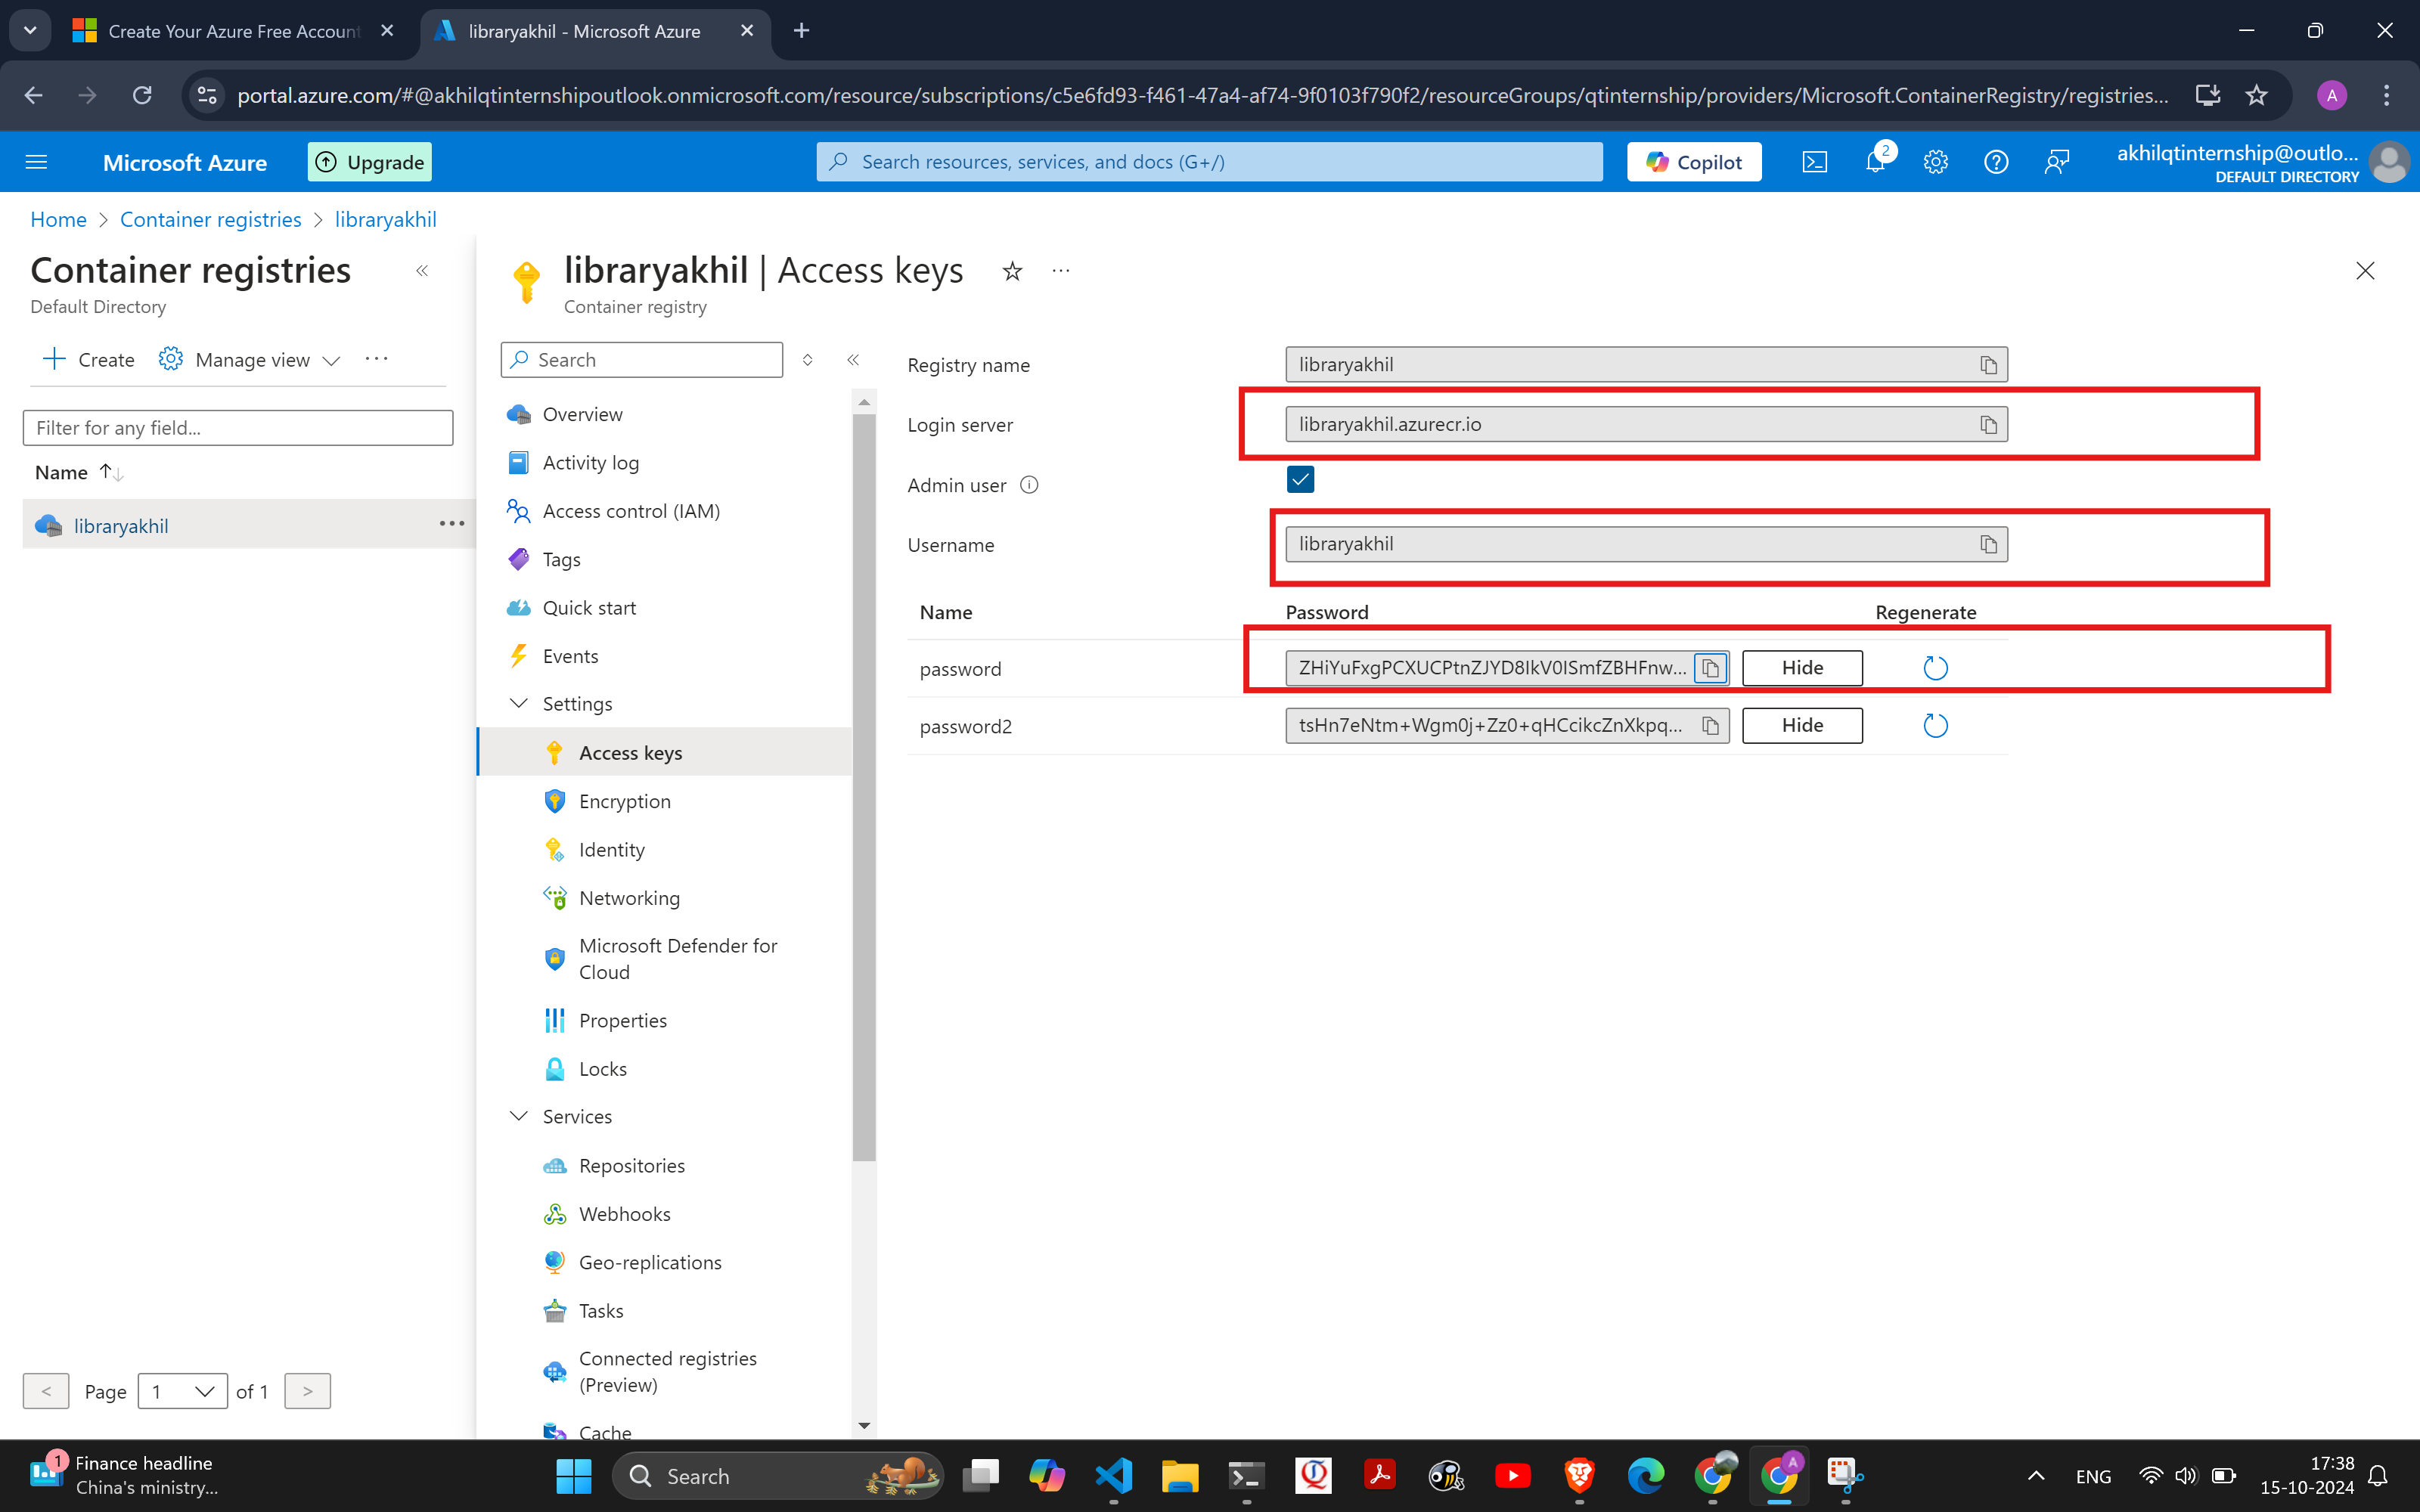 Create Your Azure Free Account
libraryakhil - Microsoft Azure
portal.azure.com/#@akhilqtinternshipoutlook.onmicrosoft.com/resource/subscriptions/c5e6fd93-f461-47a4-af74-9f0103f790f2/resourceGroups/qtinternship/providers/Microsoft.ContainerRegistry/registries...
A
Microsoft Azure
Upgrade
Search resources, services, and docs (G+/)
Copilot
2
akhilqtinternship@outlo...
DEFAULT DIRECTORY
Home > Container registries > libraryakhil
Container registries
Default Directory
Create
Manage view
Filter for any field...
Name
libraryakhil
Page 1 of 1
libraryakhil | Access keys
Container registry
Search
Overview
Activity log
Access control (IAM)
Tags
Quick start
Events
Settings
Access keys
Encryption
Identity
Networking
Microsoft Defender for
Cloud
Properties
Locks
Services
Repositories
Webhooks
Geo-replications
Tasks
Connected registries
(Preview)
Cache
Registry name libraryakhil
Login server libraryakhil.azurecr.io
Admin user
Username libraryakhil
Name Password Regenerate
password ZHiYuFxgPCXUCPtnZJYD8IkV0ISmfZBHFnw... Hide
password2 tsHn7eNtm+Wgm0j+Zz0+qHCcikcZnXkpq... Hide
1
Finance headline
China's ministry...
Search
A
ENG
17:38
15-10-2024